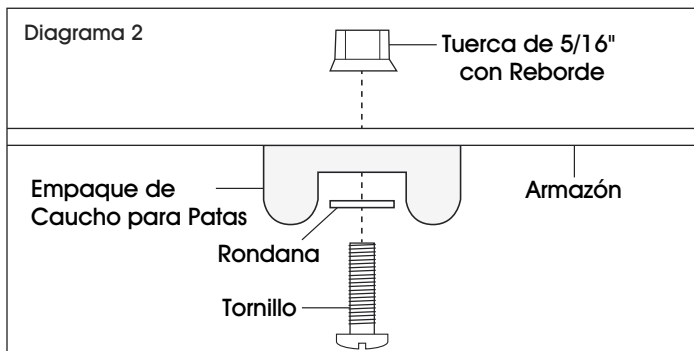 Diagrama 2
Tuerca de 5/16"
con Reborde
Empaque de
Caucho para Patas
Armazón
Rondana
Tornillo